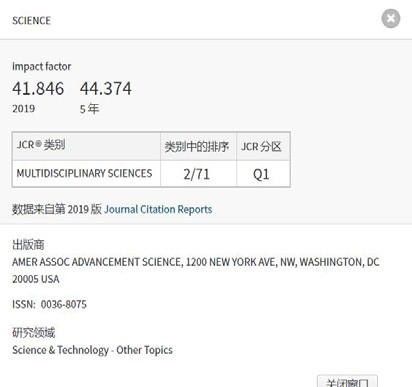 SCIENCE
impact factor
41.846 44.374
2019 5 年
JCR® 类别 类别中的排序 JCR 分区
MULTIDISCIPLINARY SCIENCES 2/71 Q1
数据来自第 2019 版 Journal Citation Reports
出版商
AMER ASSOC ADVANCEMENT SCIENCE, 1200 NEW YORK AVE, NW, WASHINGTON, DC
20005 USA
ISSN: 0036-8075
研究领域
Science & Technology - Other Topics
关闭窗口